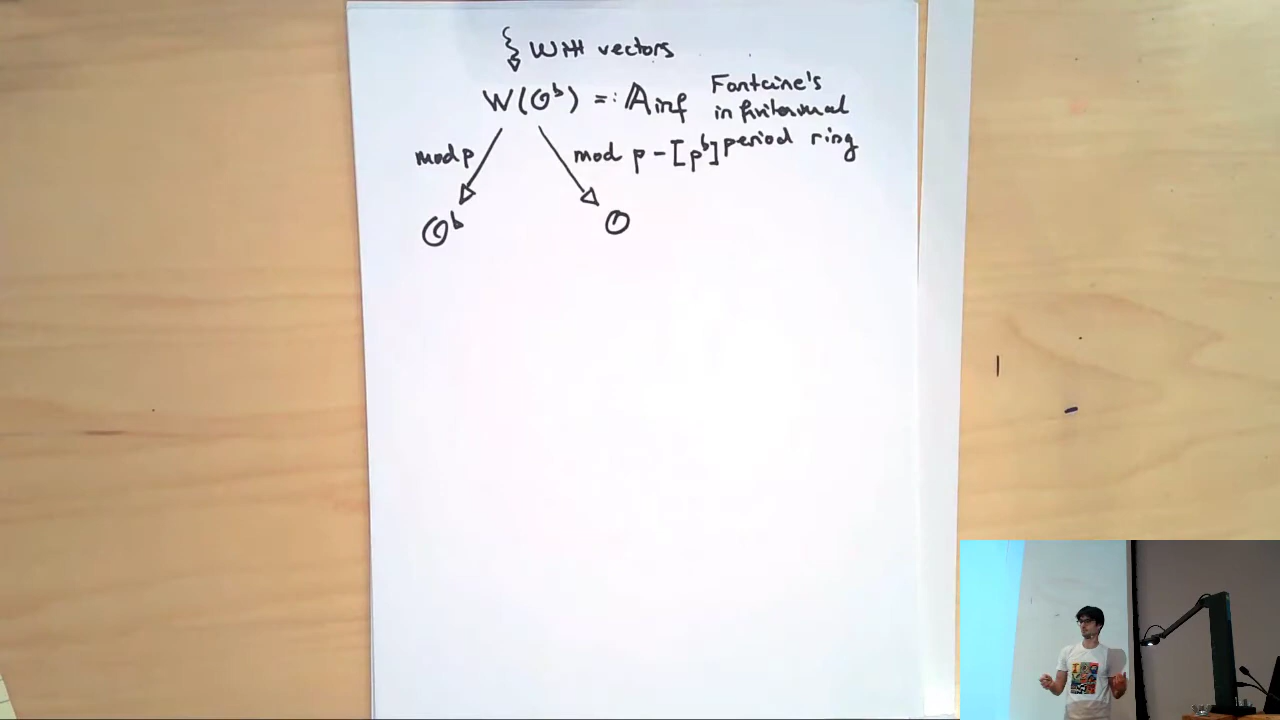 Witt vectors
W(O^b) =: A_inf Fontaine's
infinitesimal
period ring
mod p
mod p - [p^b]
O^b
O